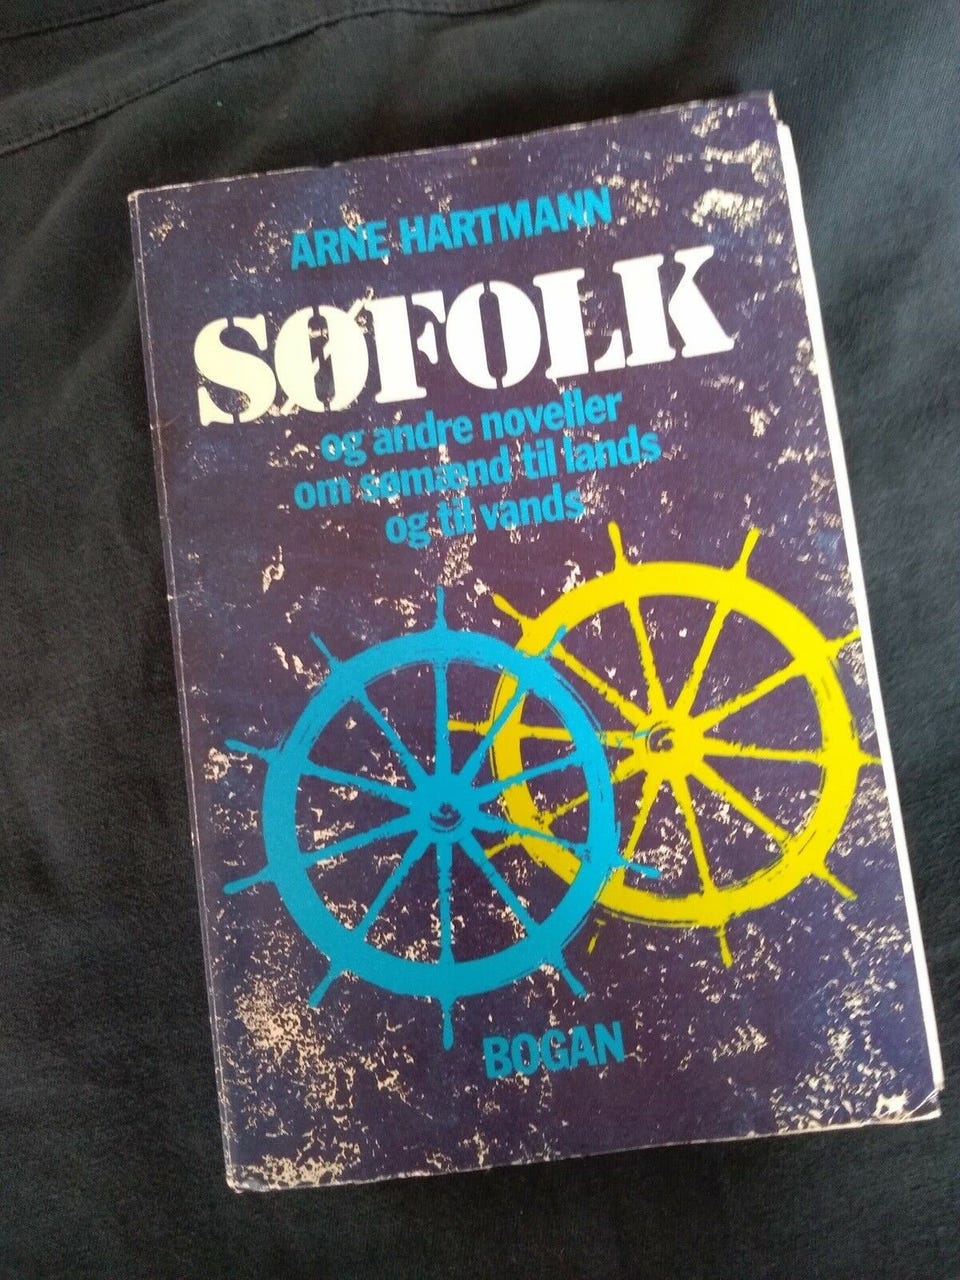 ARNE HARTMANN
SØFOLK
og andre noveller
om sømænd til lands
og til vands
BOGAN